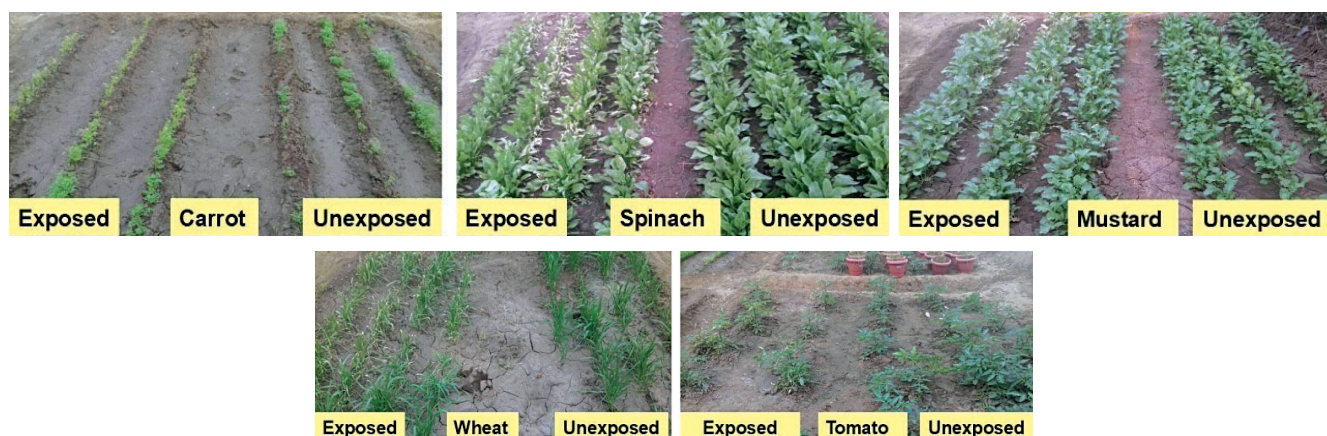 Exposed Carrot Unexposed
Exposed Spinach Unexposed
Exposed Mustard Unexposed
Exposed Wheat Unexposed
Exposed Tomato Unexposed